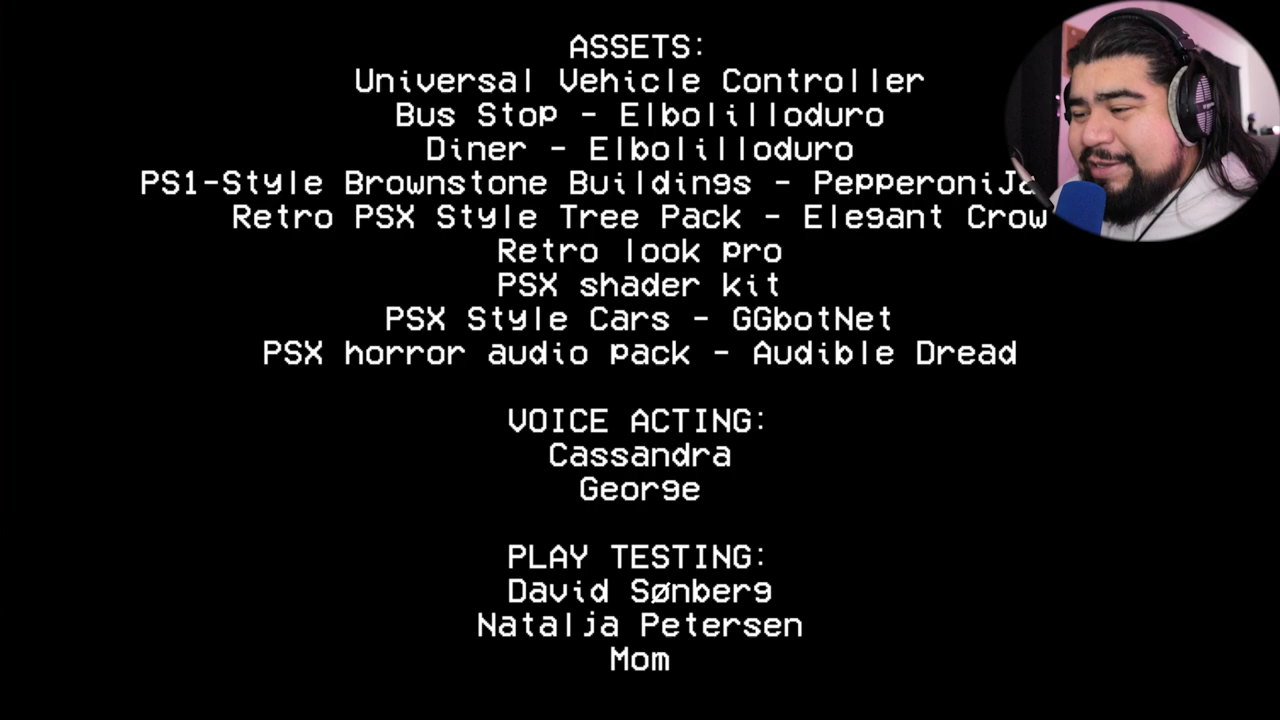 ASSETS:
Universal Vehicle Controller
Bus Stop - Elbolilloduro
Diner - Elbolilloduro
PS1-Style Brownstone Buildings -
Retro PSX Style Tree Pack - Elegant Crow
Retro look pro
PSX shader kit
PSX Style Cars - GGbotNet
PSX horror audio pack - Audible Dread
VOICE ACTING:
Cassandra
George
PLAY TESTING:
David Sønberg
Natalja Petersen
Mom